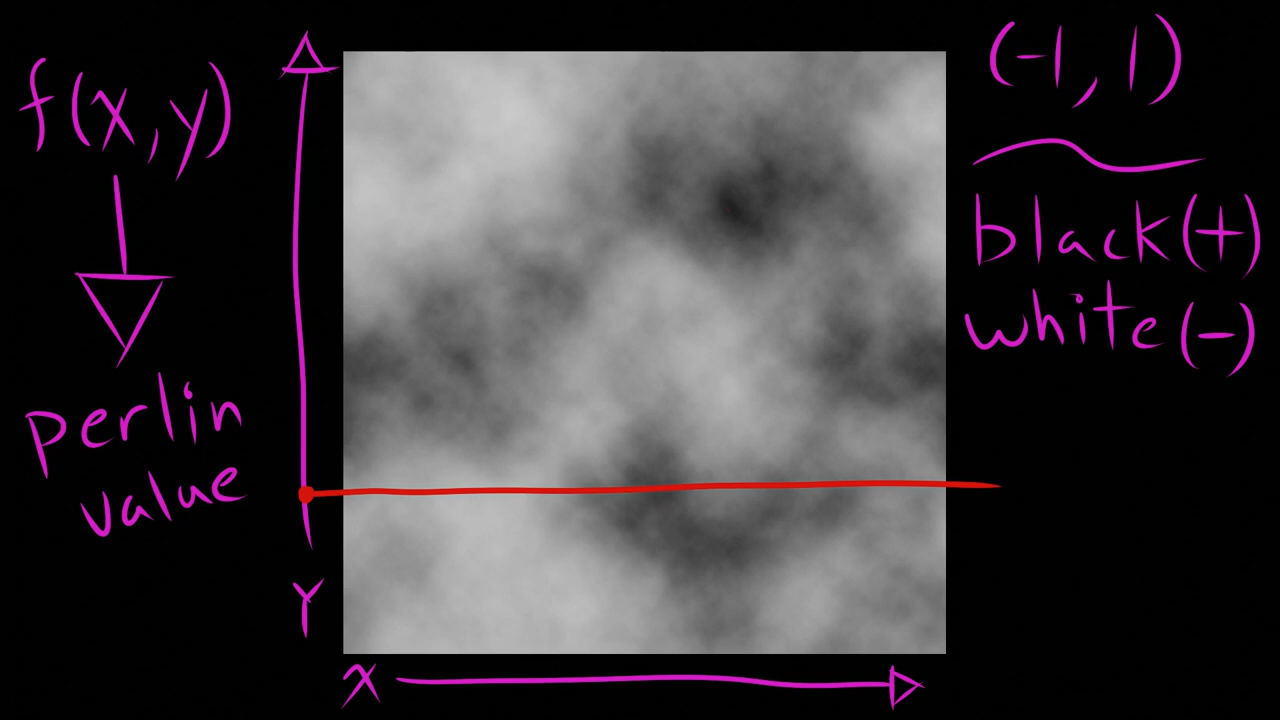 f(x,y)
perlin
value
Y
X
(-1, 1)
black(+)
white(-)